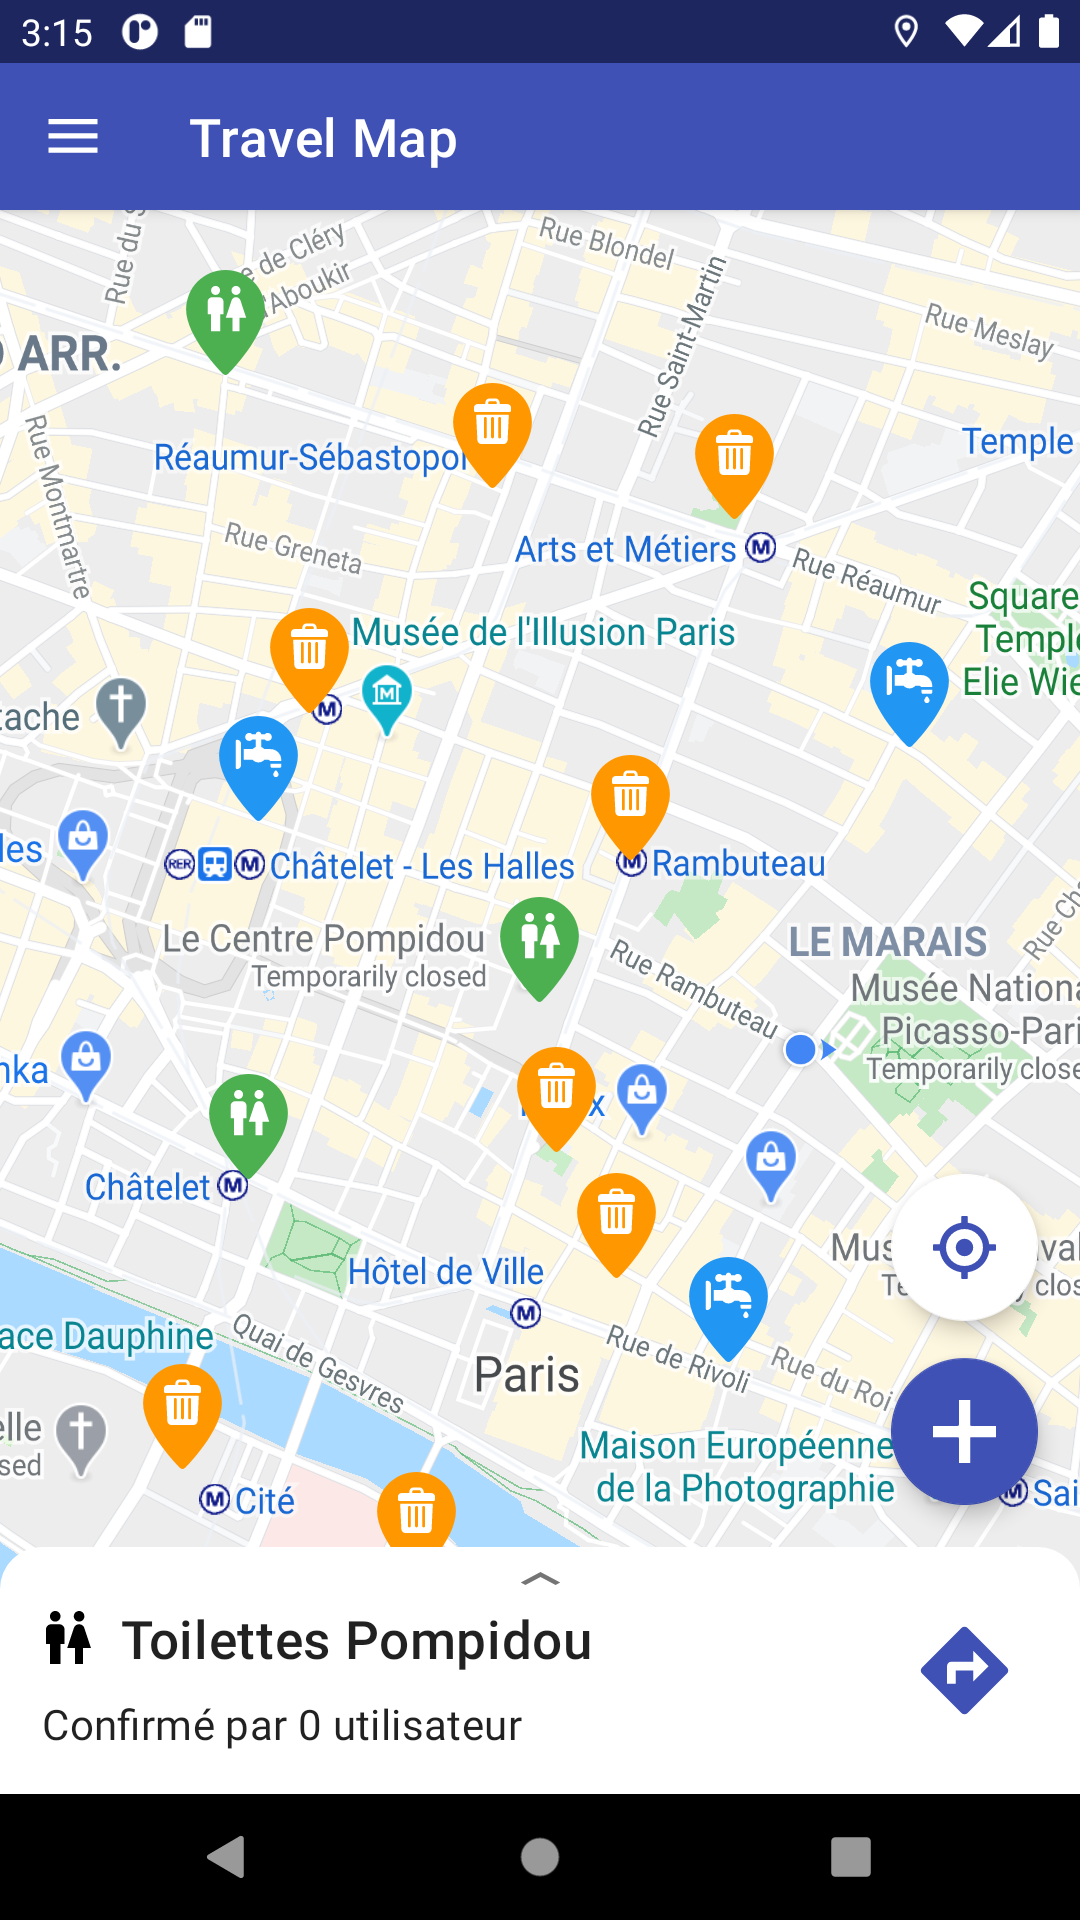 3:15
Travel Map
Rue Blondel
Rue du
de Cléry
d'Aboukir
Rue Saint-Martin
Rue Meslay
ARR.
Rue Montmartre
Réaumur-Sébastopol
Temple
Arts et Métiers
Rue Greneta
Rue Réaumur
Square
Temple
Elie Wie
Musée de l'Illusion Paris
tache
les
RER
Châtelet - Les Halles
Rambuteau
Le Centre Pompidou
Temporarily closed
Rue Rambuteau
LE MARAIS
Rue Ch
Musée Nationa
Picasso-Pari
Temporarily close
nka
x
Châtelet
Mus
val
Te
clos
Hôtel de Ville
ace Dauphine
Quai de Gesvres
Rue de Rivoli
Rue du Roi
Paris
elle
sed
Maison Européenne
de la Photographie
Cité
Sai
Toilettes Pompidou
Confirmé par 0 utilisateur